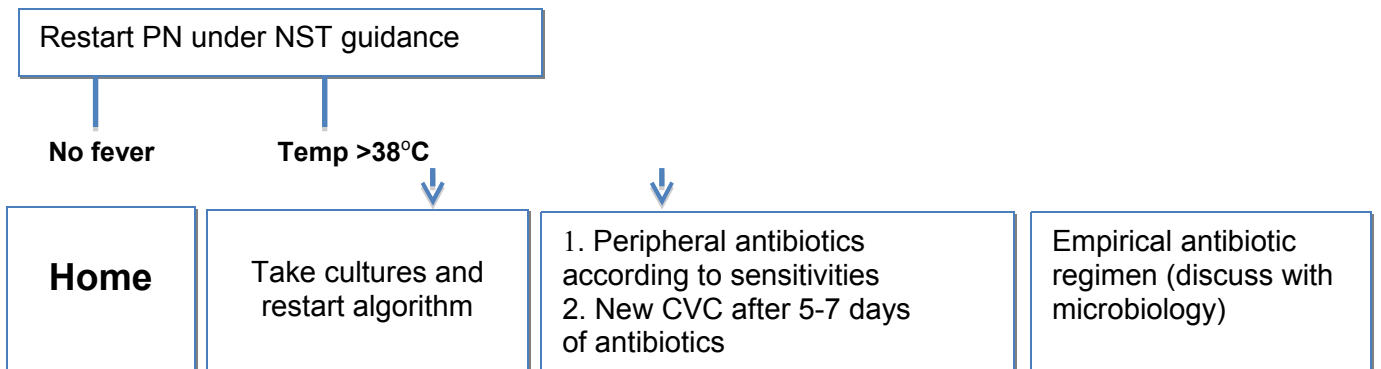 Restart PN under NST guidance
No fever
Temp >38°C
Home
Take cultures and
restart algorithm
1. Peripheral antibiotics
according to sensitivities
2. New CVC after 5-7 days
of antibiotics
Empirical antibiotic
regimen (discuss with
microbiology)